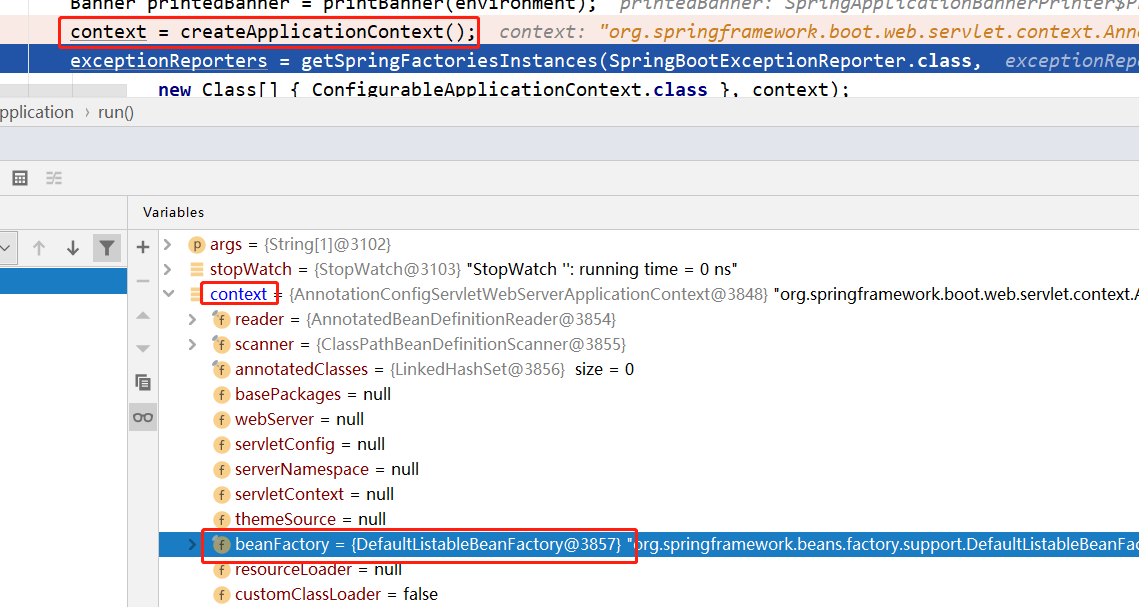 Banner printedBanner = printBanner(environment); printedBanner: SpringApplicationBannerPrinter$P
context = createApplicationContext(); context: "org.springframework.boot.web.servlet.context.Ann
exceptionReporters = getSpringFactoriesInstances(SpringBootExceptionReporter.class, exceptionRepo
new Class[] { ConfigurableApplicationContext.class }, context);
pplication › run()
Variables
p args = {String[1]@3102}
stopWatch = {StopWatch@3103} "StopWatch '': running time = 0 ns"
context = {AnnotationConfigServletWebServerApplicationContext@3848} "org.springframework.boot.web.servlet.context.A
f reader = {AnnotatedBeanDefinitionReader@3854}
f scanner = {ClassPathBeanDefinitionScanner@3855}
f annotatedClasses = {LinkedHashSet@3856} size = 0
f basePackages = null
f webServer = null
f servletConfig = null
f serverNamespace = null
f servletContext = null
f themeSource = null
f beanFactory = {DefaultListableBeanFactory@3857} "org.springframework.beans.factory.support.DefaultListableBeanFac
f resourceLoader = null
f customClassLoader = false